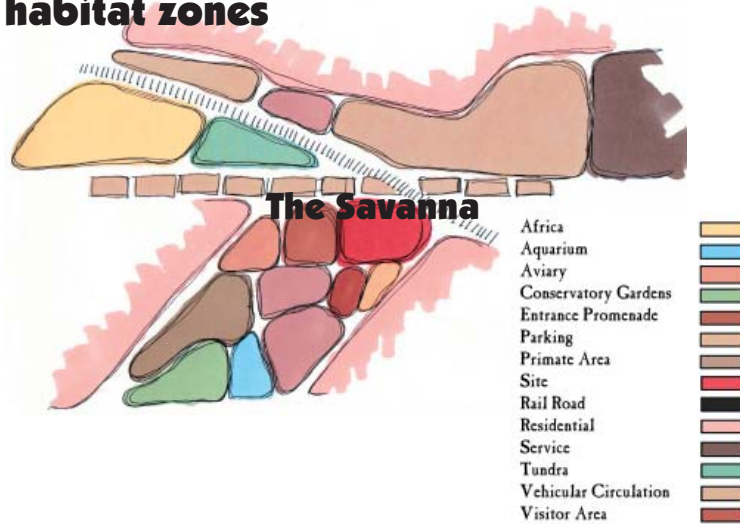 habitat zones
The Savanna
Africa
Aquarium
Aviary
Conservatory Gardens
Entrance Promenade
Parking
Primate Area
Site
Rail Road
Residential
Service
Tundra
Vehicular Circulation
Visitor Area